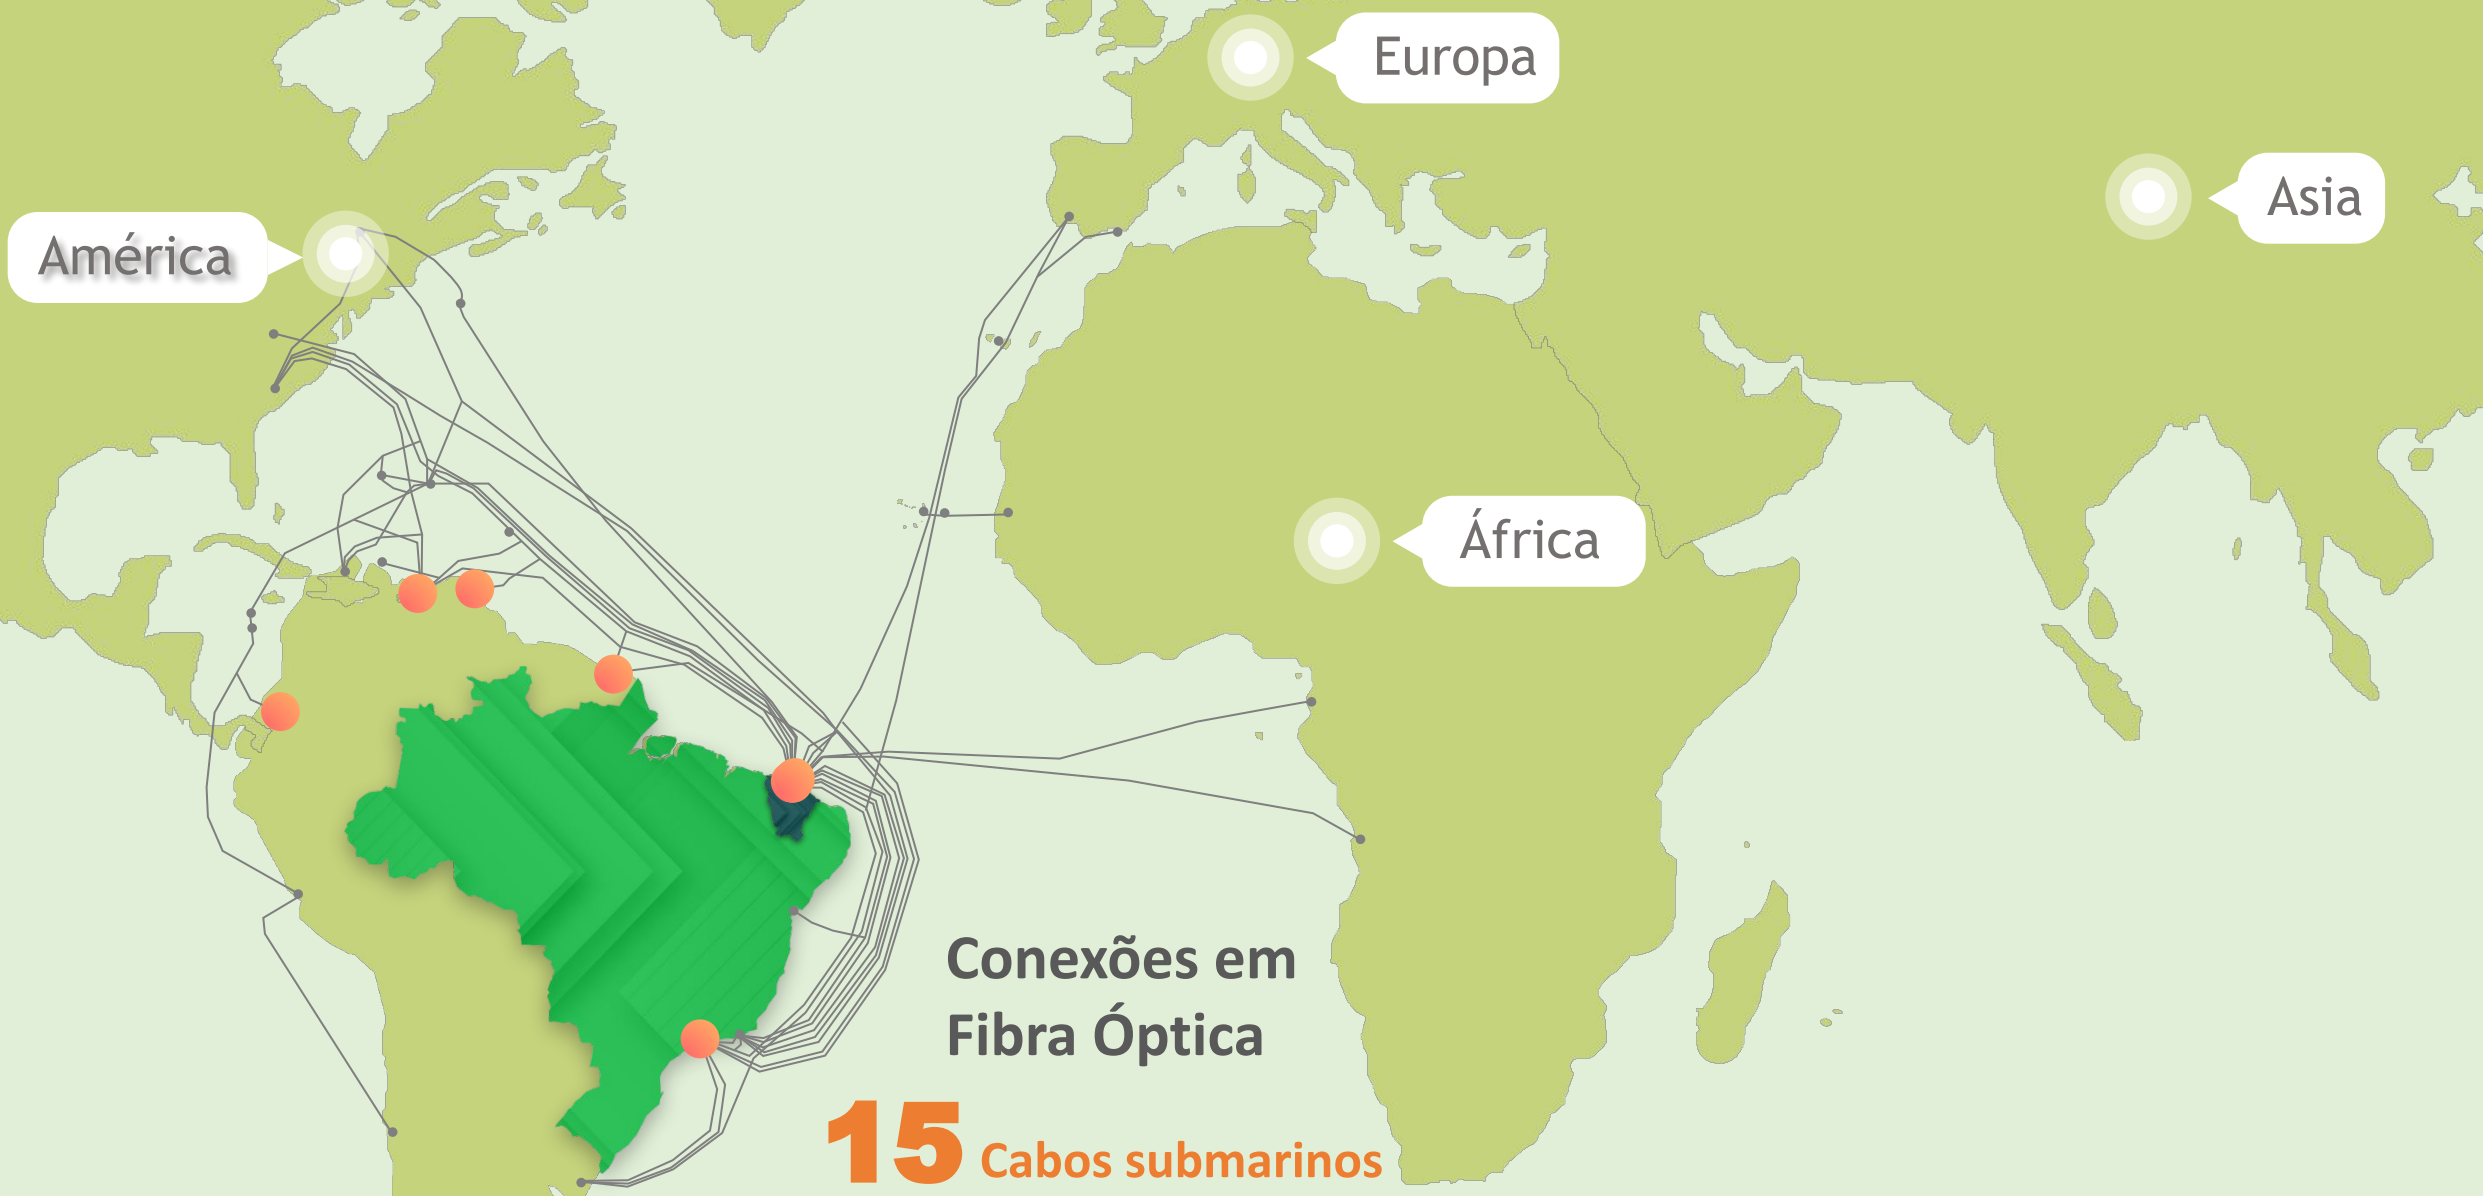 Europa
Asia
América
África
Conexões em
Fibra Óptica
15 Cabos submarinos